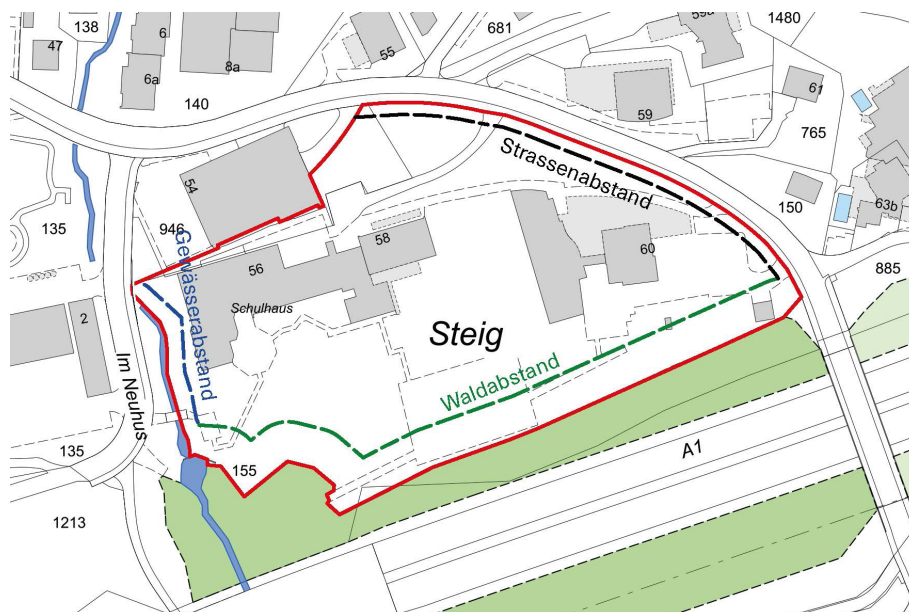 138
681
59a
1480
47
6
55
6a
8a
61
140
59
765
54
Strassenabstand
135
946
150
63b
58
60
56
885
Gewässerabstand
Schulhaus
2
Steig
Im Neuhus
Waldabstand
135
155
A1
1213